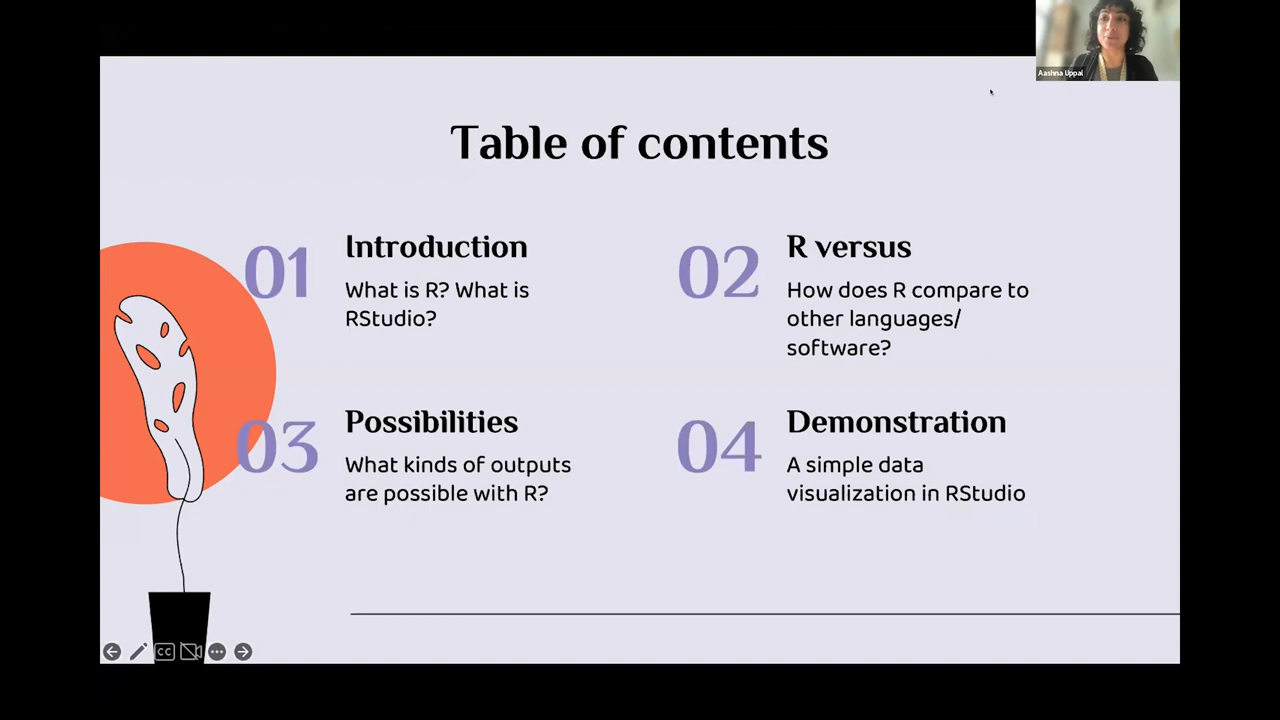 Aashna Uppal
Table of contents
01
Introduction
What is R? What is
RStudio?
02
R versus
How does R compare to
other languages/
software?
03
Possibilities
What kinds of outputs
are possible with R?
04
Demonstration
A simple data
visualization in RStudio
CC